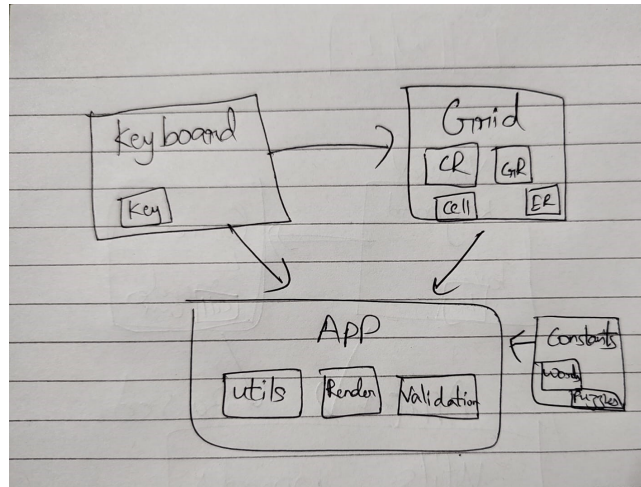 Keyboard
Key
Grid
CR GR
Cell ER
App
utils Render Validation
Constants
Words
Puzzles